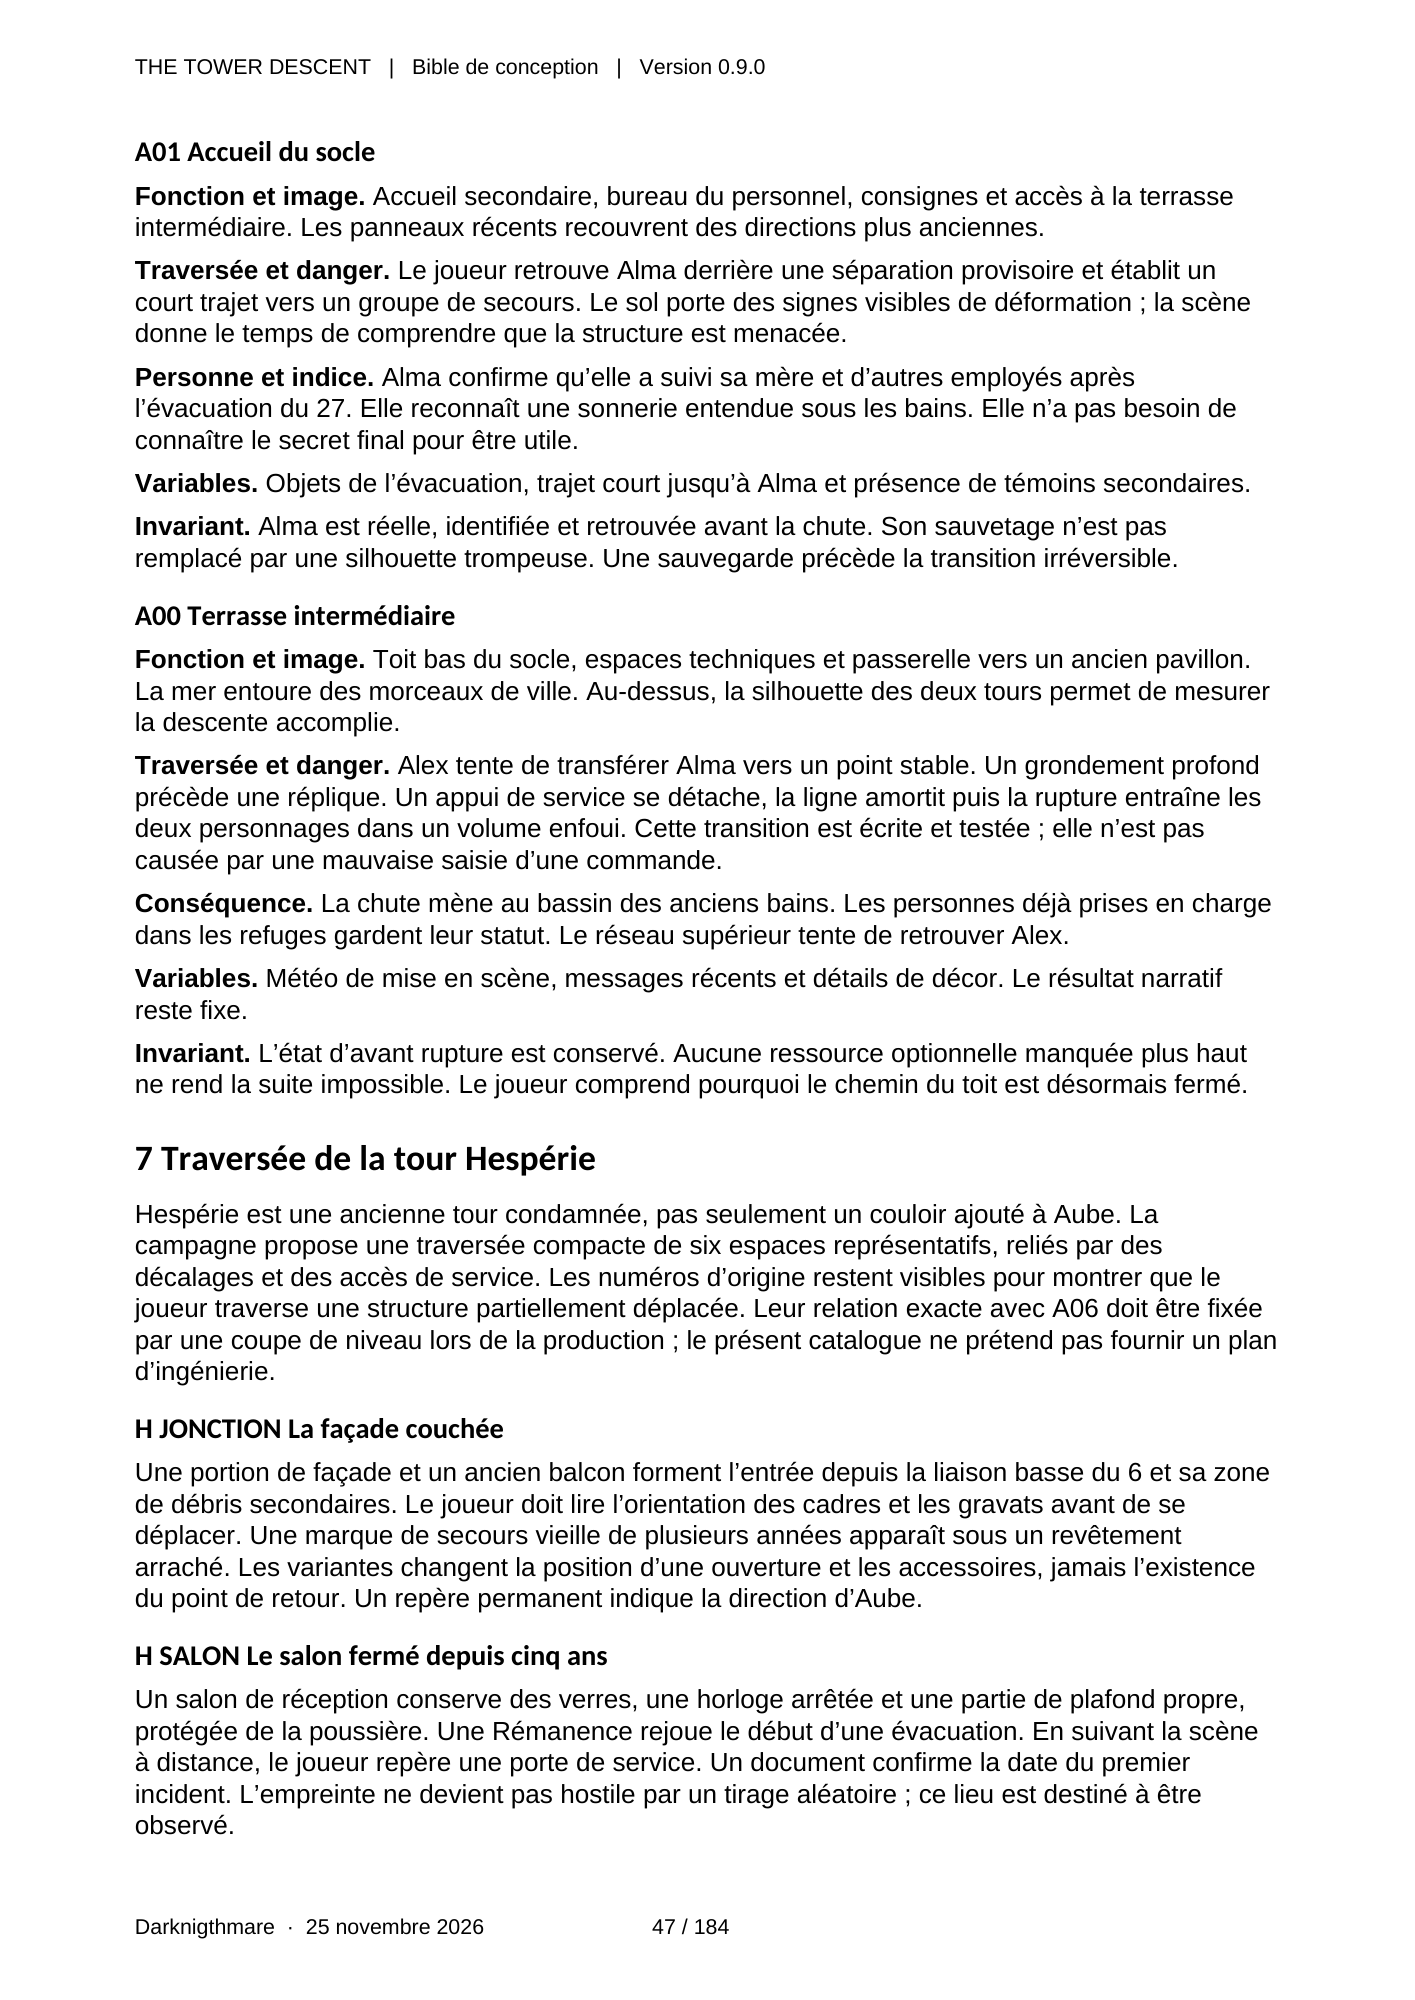 THE TOWER DESCENT | Bible de conception | Version 0.9.0
A01 Accueil du socle
Fonction et image. Accueil secondaire, bureau du personnel, consignes et accès à la terrasse
intermédiaire. Les panneaux récents recouvrent des directions plus anciennes.
Traversée et danger. Le joueur retrouve Alma derrière une séparation provisoire et établit un
court trajet vers un groupe de secours. Le sol porte des signes visibles de déformation ; la scène
donne le temps de comprendre que la structure est menacée.
Personne et indice. Alma confirme qu’elle a suivi sa mère et d’autres employés après
l’évacuation du 27. Elle reconnaît une sonnerie entendue sous les bains. Elle n’a pas besoin de
connaître le secret final pour être utile.
Variables. Objets de l’évacuation, trajet court jusqu’à Alma et présence de témoins secondaires.
Invariant. Alma est réelle, identifiée et retrouvée avant la chute. Son sauvetage n’est pas
remplacé par une silhouette trompeuse. Une sauvegarde précède la transition irréversible.
A00 Terrasse intermédiaire
Fonction et image. Toit bas du socle, espaces techniques et passerelle vers un ancien pavillon.
La mer entoure des morceaux de ville. Au-dessus, la silhouette des deux tours permet de mesurer
la descente accomplie.
Traversée et danger. Alex tente de transférer Alma vers un point stable. Un grondement profond
précède une réplique. Un appui de service se détache, la ligne amortit puis la rupture entraîne les
deux personnages dans un volume enfoui. Cette transition est écrite et testée ; elle n’est pas
causée par une mauvaise saisie d’une commande.
Conséquence. La chute mène au bassin des anciens bains. Les personnes déjà prises en charge
dans les refuges gardent leur statut. Le réseau supérieur tente de retrouver Alex.
Variables. Météo de mise en scène, messages récents et détails de décor. Le résultat narratif
reste fixe.
Invariant. L’état d’avant rupture est conservé. Aucune ressource optionnelle manquée plus haut
ne rend la suite impossible. Le joueur comprend pourquoi le chemin du toit est désormais fermé.
7 Traversée de la tour Hespérie
Hespérie est une ancienne tour condamnée, pas seulement un couloir ajouté à Aube. La
campagne propose une traversée compacte de six espaces représentatifs, reliés par des
décalages et des accès de service. Les numéros d’origine restent visibles pour montrer que le
joueur traverse une structure partiellement déplacée. Leur relation exacte avec A06 doit être fixée
par une coupe de niveau lors de la production ; le présent catalogue ne prétend pas fournir un plan
d’ingénierie.
H JONCTION La façade couchée
Une portion de façade et un ancien balcon forment l’entrée depuis la liaison basse du 6 et sa zone
de débris secondaires. Le joueur doit lire l’orientation des cadres et les gravats avant de se
déplacer. Une marque de secours vieille de plusieurs années apparaît sous un revêtement
arraché. Les variantes changent la position d’une ouverture et les accessoires, jamais l’existence
du point de retour. Un repère permanent indique la direction d’Aube.
H SALON Le salon fermé depuis cinq ans
Un salon de réception conserve des verres, une horloge arrêtée et une partie de plafond propre,
protégée de la poussière. Une Rémanence rejoue le début d’une évacuation. En suivant la scène
à distance, le joueur repère une porte de service. Un document confirme la date du premier
incident. L’empreinte ne devient pas hostile par un tirage aléatoire ; ce lieu est destiné à être
observé.
Darknigthmare · 25 novembre 2026 47 / 184